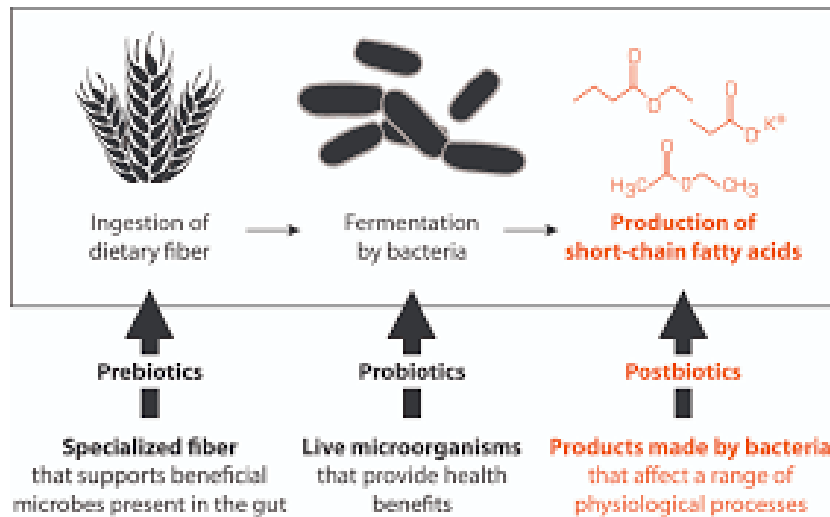 O
O
O
O⁻ K⁺
O
H₃C
O
CH₃
Ingestion of
dietary fiber
Fermentation
by bacteria
Production of
short-chain fatty acids
Prebiotics
Probiotics
Postbiotics
Specialized fiber
that supports beneficial
microbes present in the gut
Live microorganisms
that provide health
benefits
Products made by bacteria
that affect a range of
physiological processes